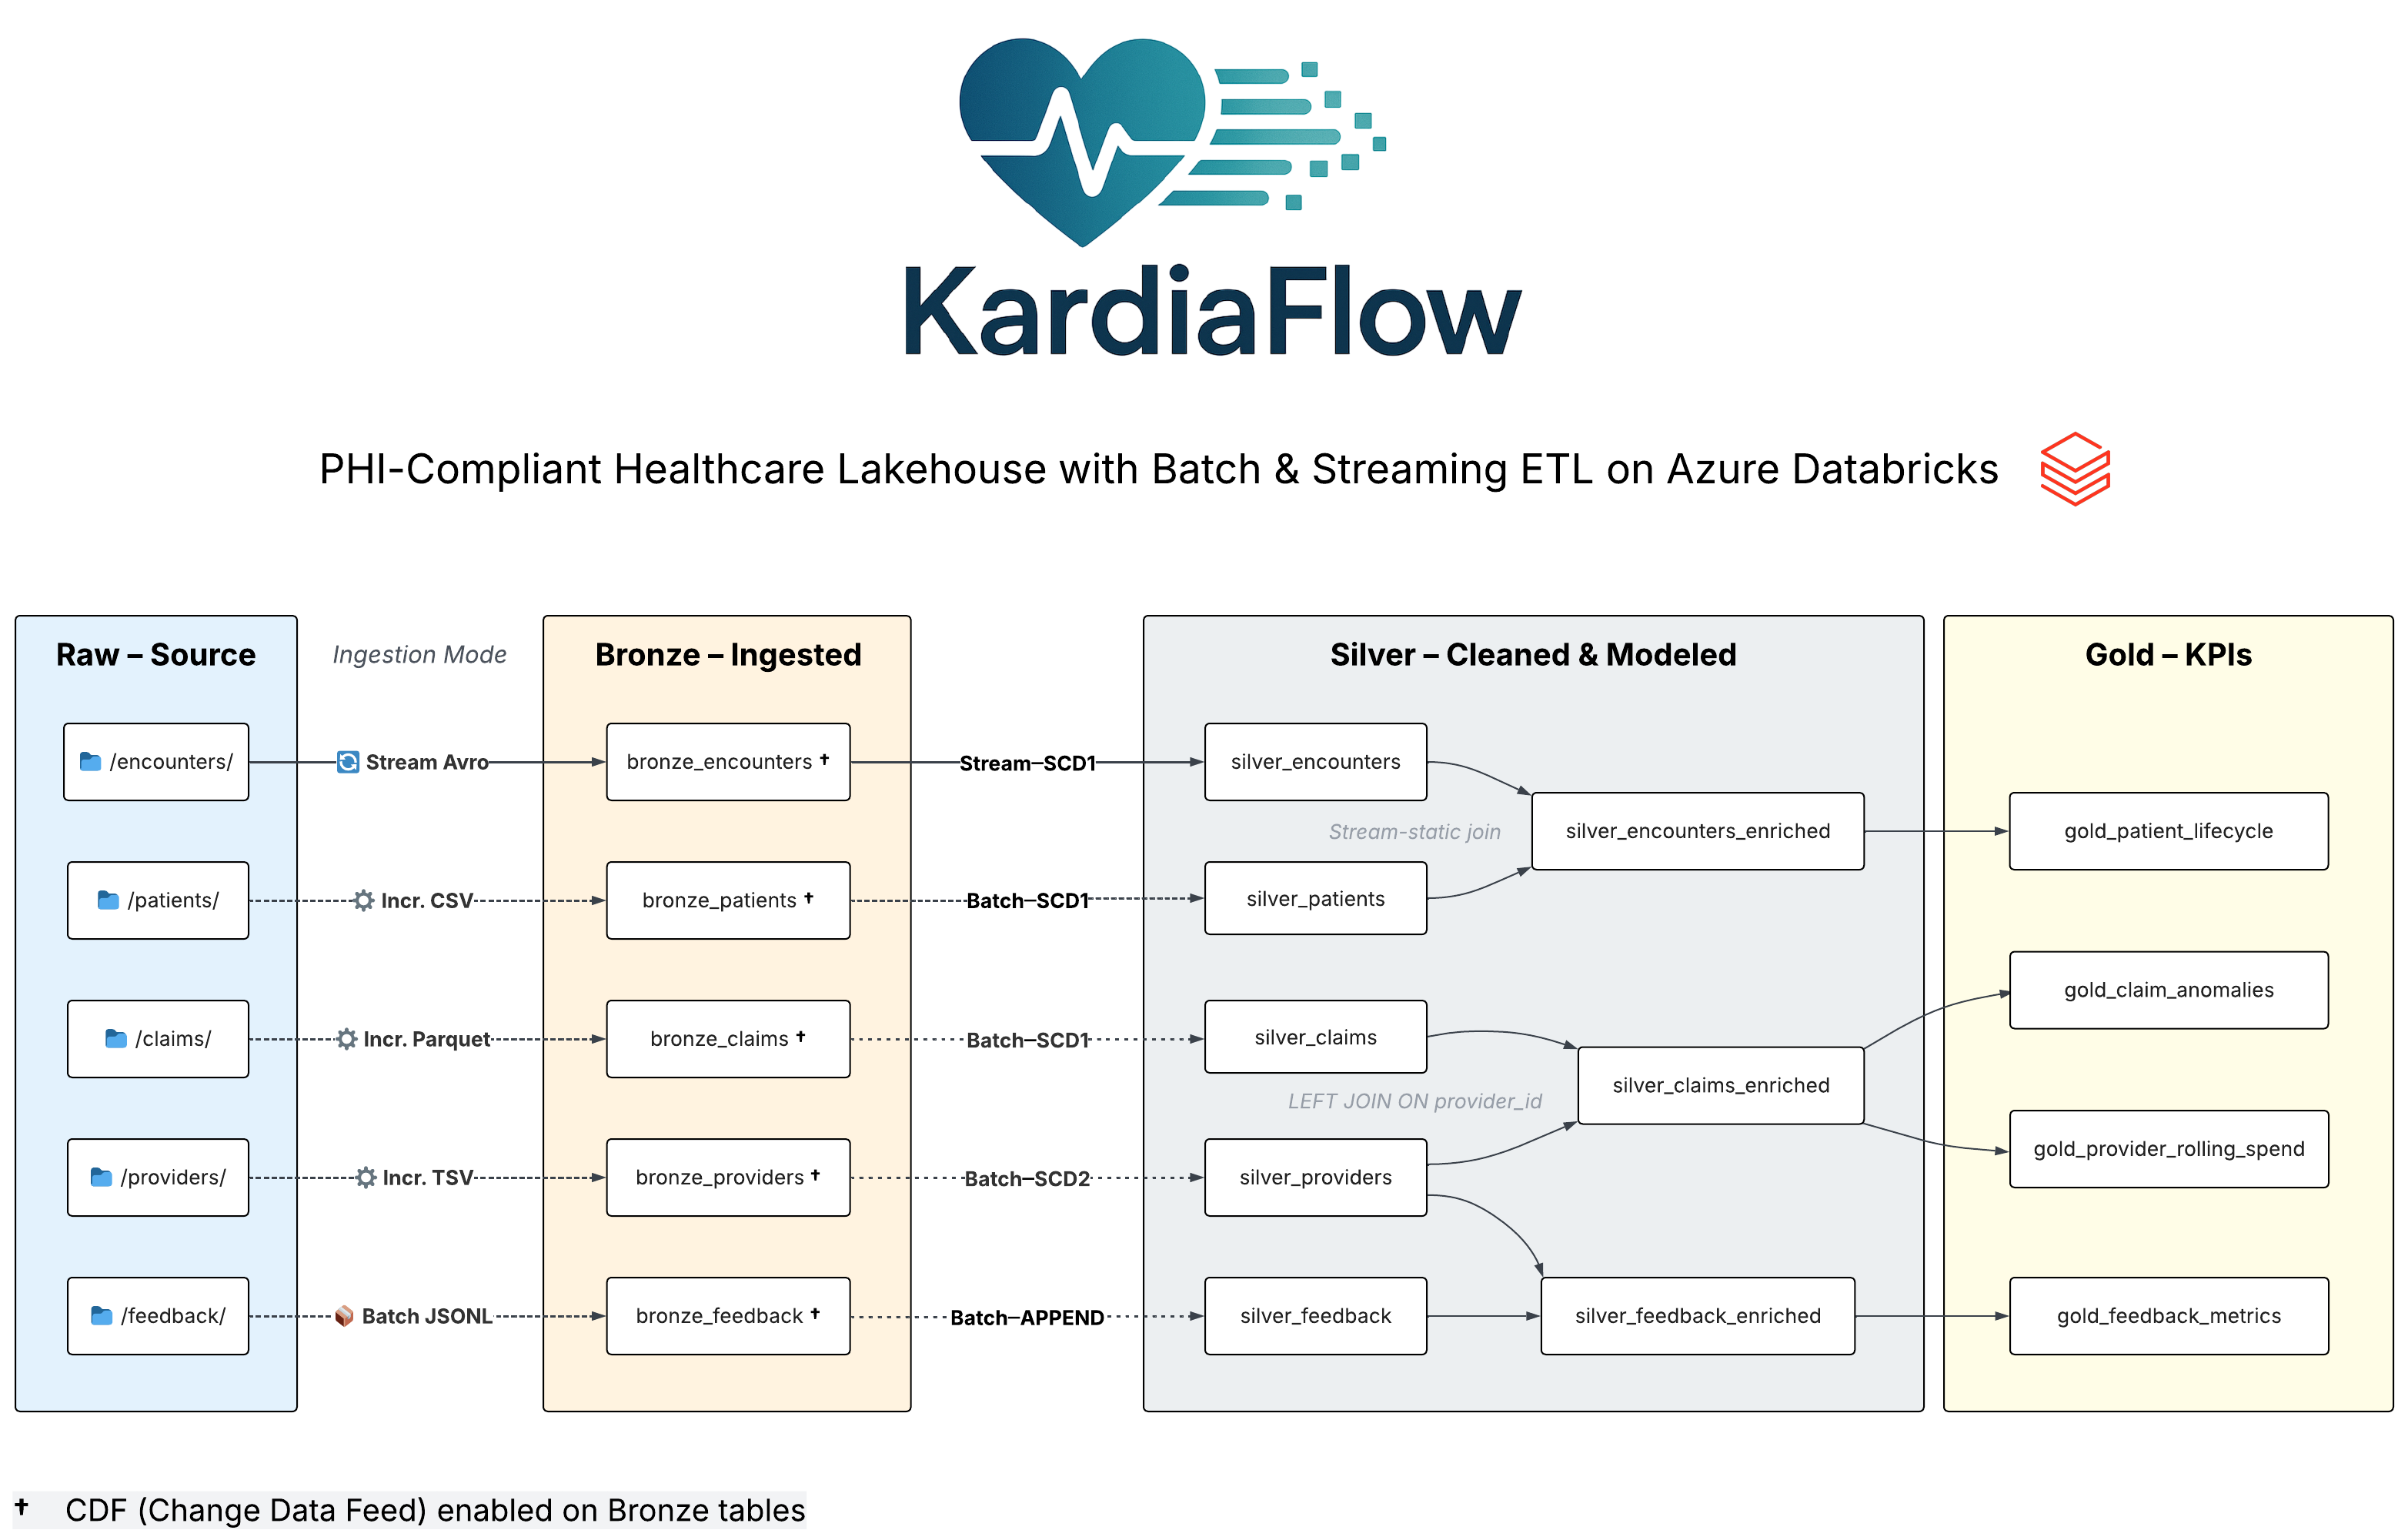 KardiaFlow
PHI-Compliant Healthcare Lakehouse with Batch & Streaming ETL on Azure Databricks
Raw – Source
Ingestion Mode
Bronze – Ingested
Silver – Cleaned & Modeled
Gold – KPIs
/encounters/
Stream Avro
bronze_encounters †
Stream–SCD1
silver_encounters
Stream-static join
silver_encounters_enriched
gold_patient_lifecycle
/patients/
Incr. CSV
bronze_patients †
Batch–SCD1
silver_patients
gold_claim_anomalies
/claims/
Incr. Parquet
bronze_claims †
Batch–SCD1
silver_claims
LEFT JOIN ON provider_id
silver_claims_enriched
gold_provider_rolling_spend
/providers/
Incr. TSV
bronze_providers †
Batch–SCD2
silver_providers
/feedback/
Batch JSONL
bronze_feedback †
Batch–APPEND
silver_feedback
silver_feedback_enriched
gold_feedback_metrics
† CDF (Change Data Feed) enabled on Bronze tables